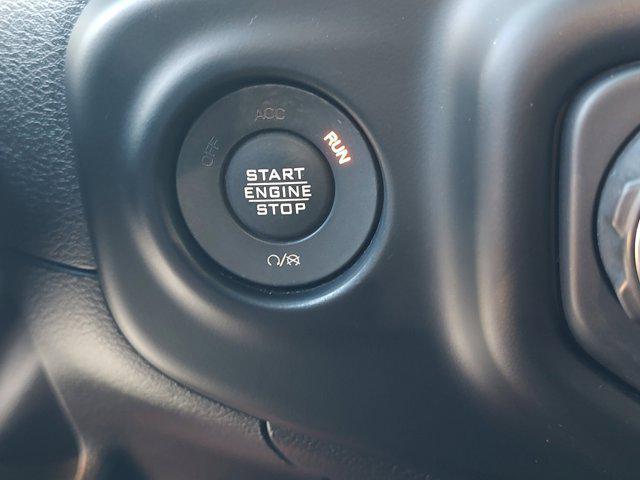 ACC
OFF
RUN
START
ENGINE
STOP